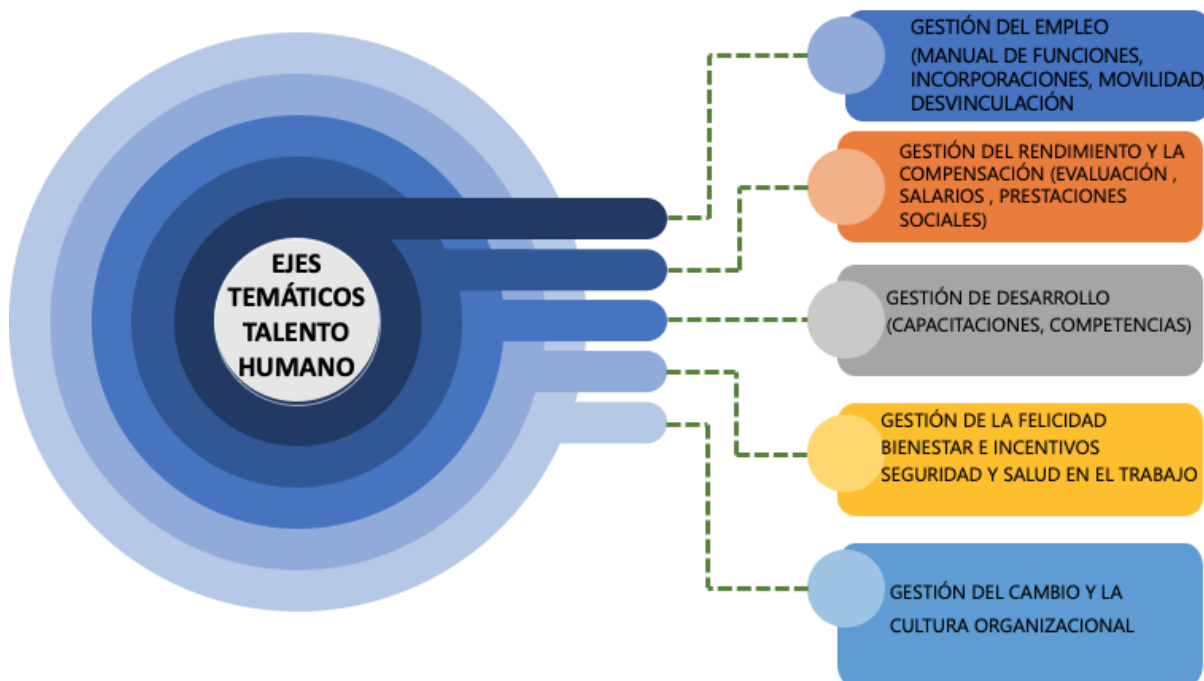 EJES
TEMÁTICOS
TALENTO
HUMANO
GESTIÓN DEL EMPLEO
(MANUAL DE FUNCIONES,
INCORPORACIONES, MOVILIDAD,
DESVINCULACIÓN
GESTIÓN DEL RENDIMIENTO Y LA
COMPENSACIÓN (EVALUACIÓN ,
SALARIOS , PRESTACIONES
SOCIALES)
GESTIÓN DE DESARROLLO
(CAPACITACIONES, COMPETENCIAS)
GESTIÓN DE LA FELICIDAD
BIENESTAR E INCENTIVOS
SEGURIDAD Y SALUD EN EL TRABAJO
GESTIÓN DEL CAMBIO Y LA
CULTURA ORGANIZACIONAL